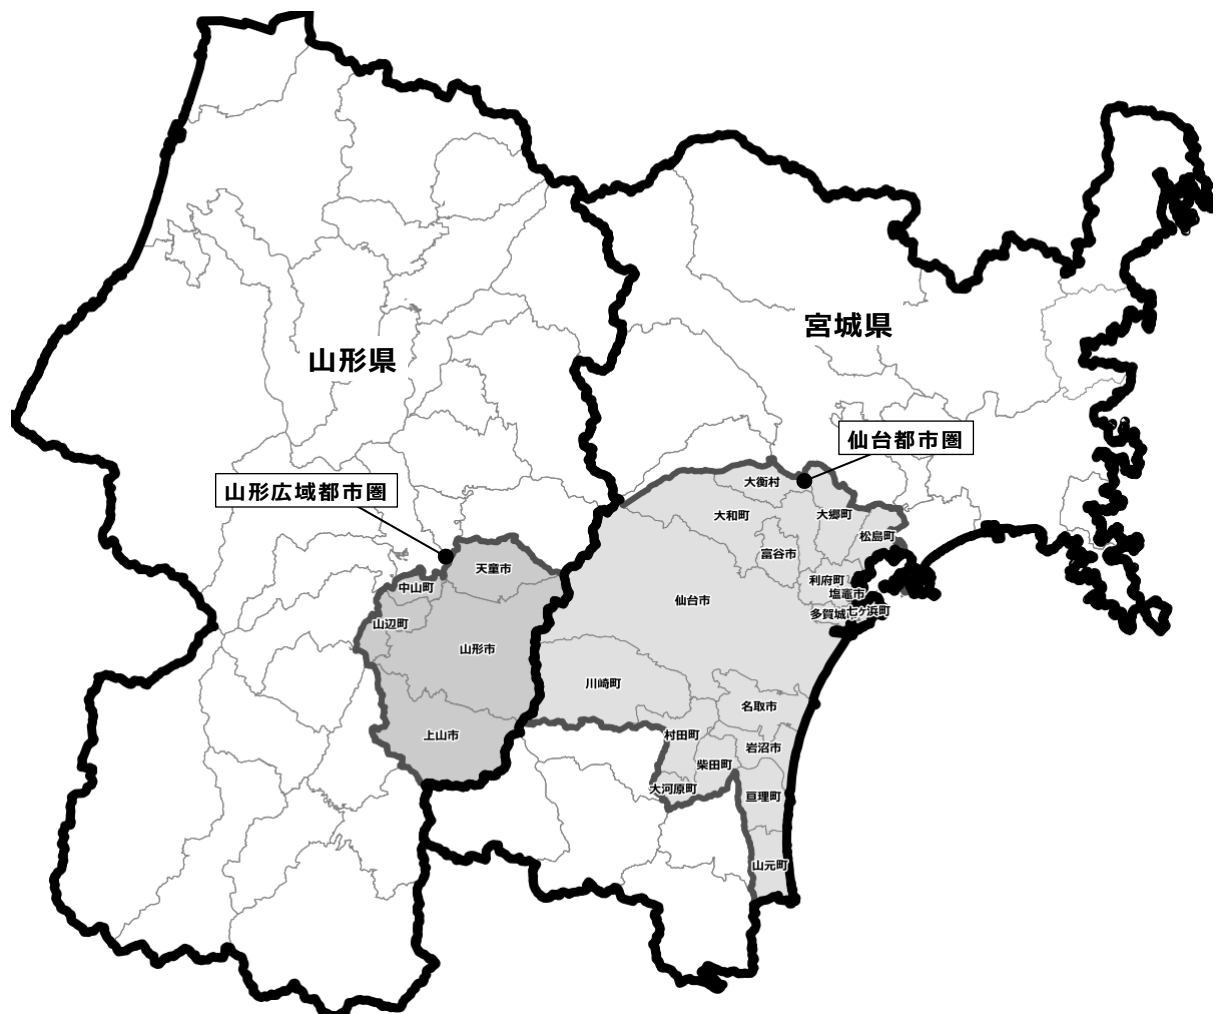 宮城県
山形県
仙台都市圏
山形広域都市圏
大衡村
大和町
大郷町
松島町
富谷市
天童市
利府町
中山町
塩竈市
仙台市
多賀城市
七ヶ浜町
山辺町
山形市
川崎町
名取市
上山市
村田町
岩沼市
柴田町
大河原町
亘理町
山元町